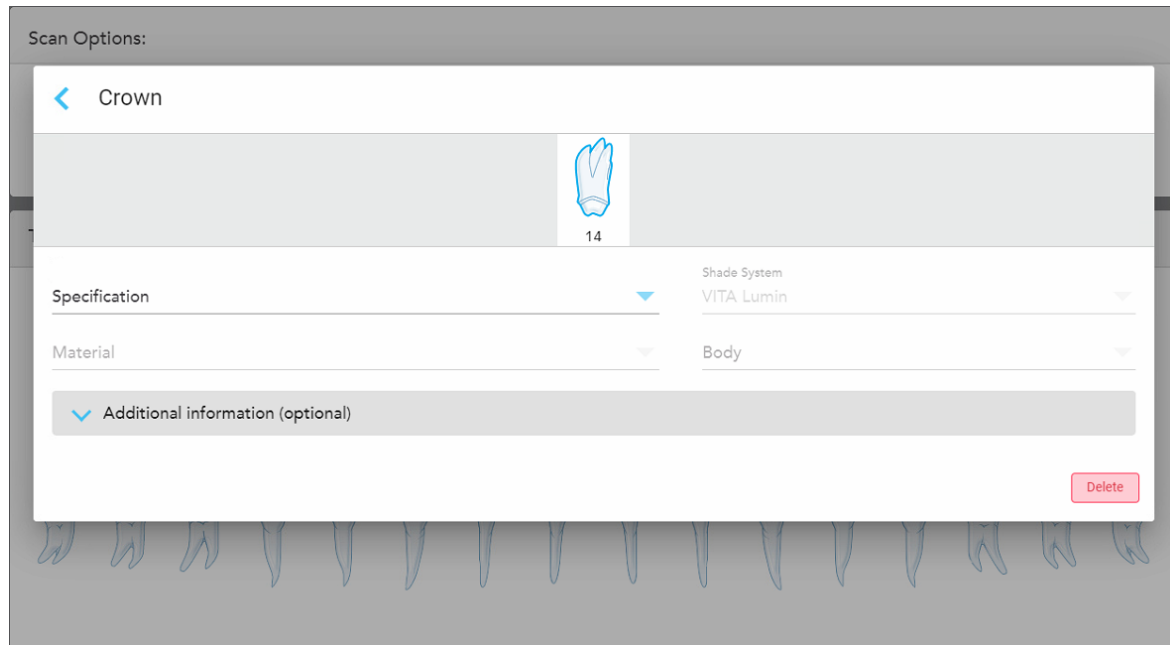 Scan Options:
Crown
14
Specification
Shade System
VITA Lumin
Material
Body
Additional information (optional)
Delete